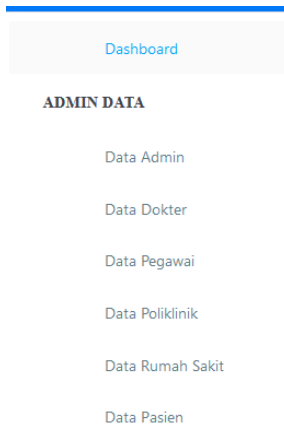 Dashboard
ADMIN DATA
Data Admin
Data Dokter
Data Pegawai
Data Poliklinik
Data Rumah Sakit
Data Pasien